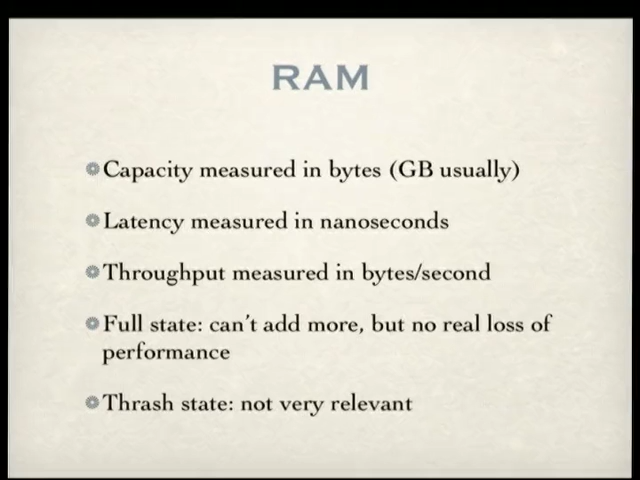 RAM
Capacity measured in bytes (GB usually)
Latency measured in nanoseconds
Throughput measured in bytes/second
Full state: can't add more, but no real loss of
performance
Thrash state: not very relevant